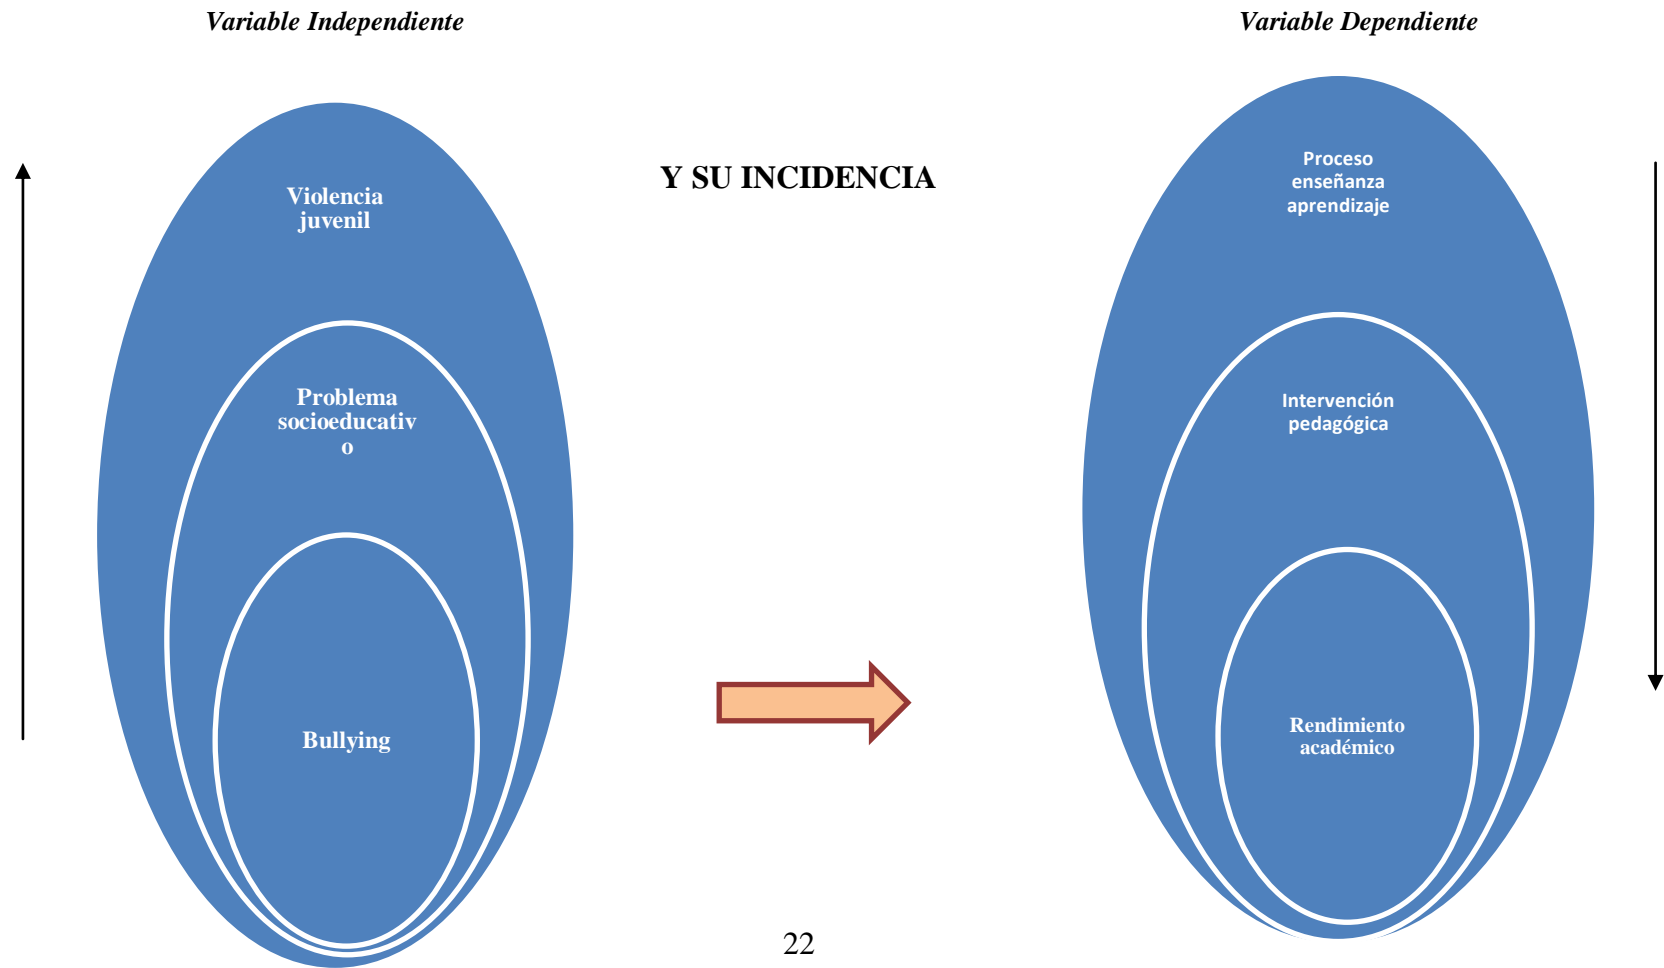 Variable Independiente
Variable Dependiente
Y SU INCIDENCIA
Violencia
juvenil
Problema
socioeducativ
o
Bullying
Proceso
enseñanza
aprendizaje
Intervención
pedagógica
Rendimiento
académico
22